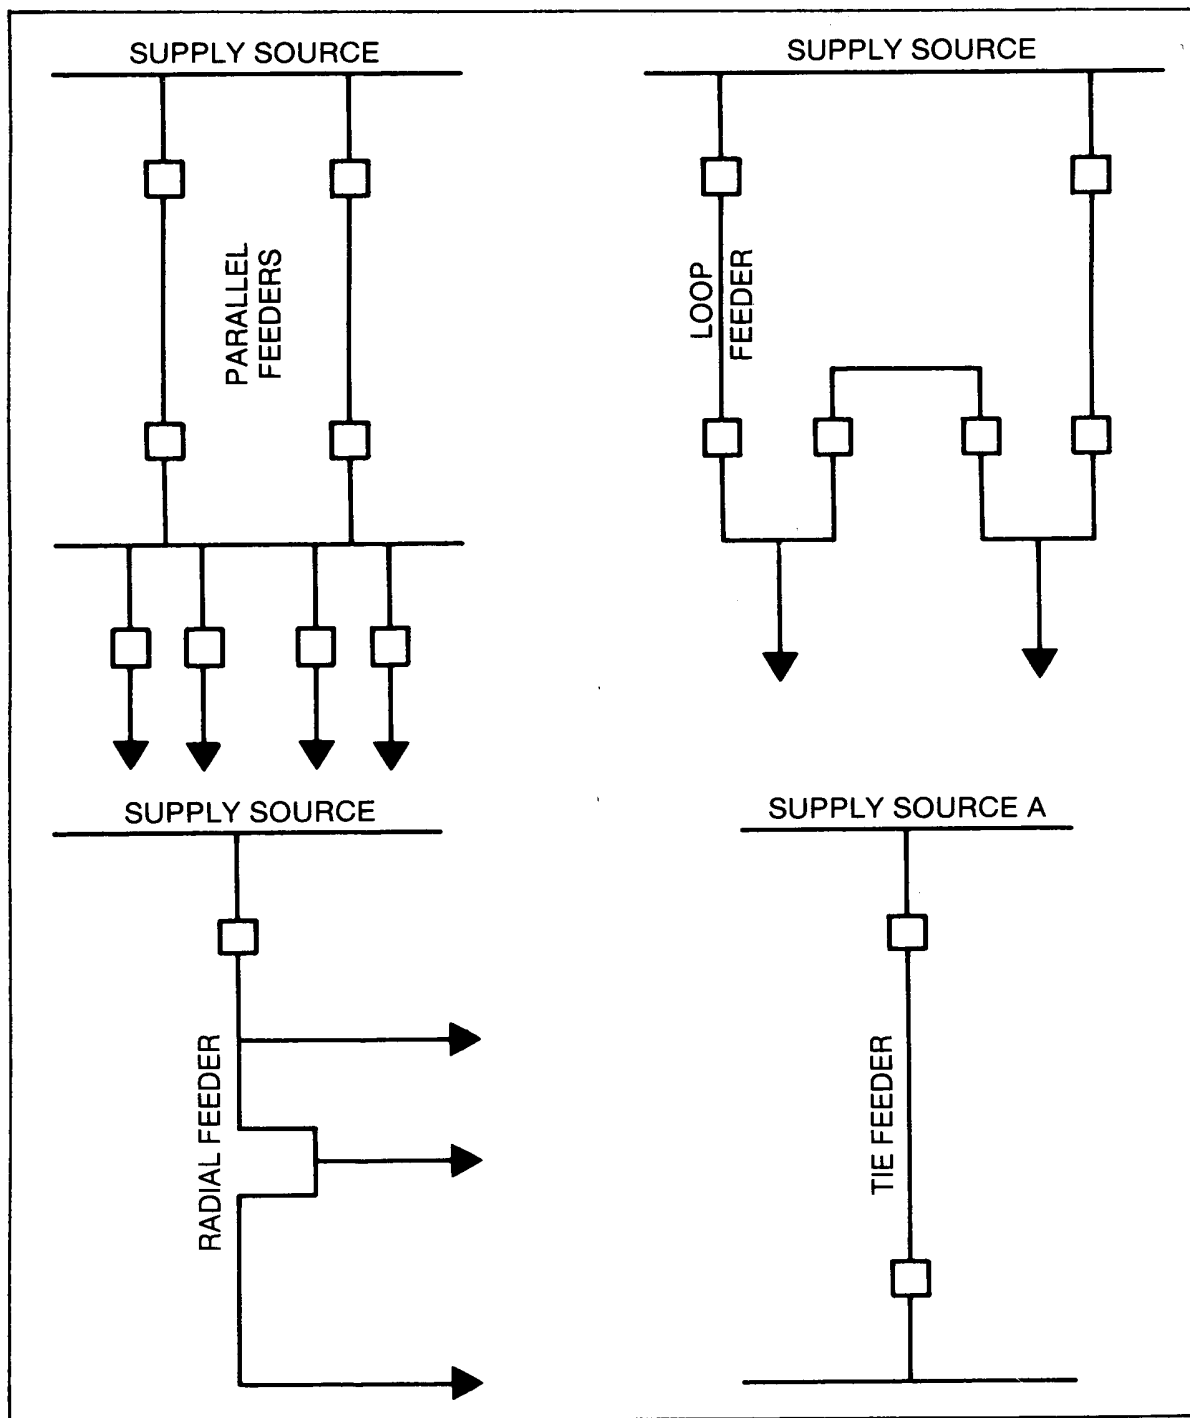 SUPPLY SOURCE
PARALLEL
FEEDERS
SUPPLY SOURCE
LOOP
FEEDER
SUPPLY SOURCE
RADIAL FEEDER
SUPPLY SOURCE A
TIE FEEDER